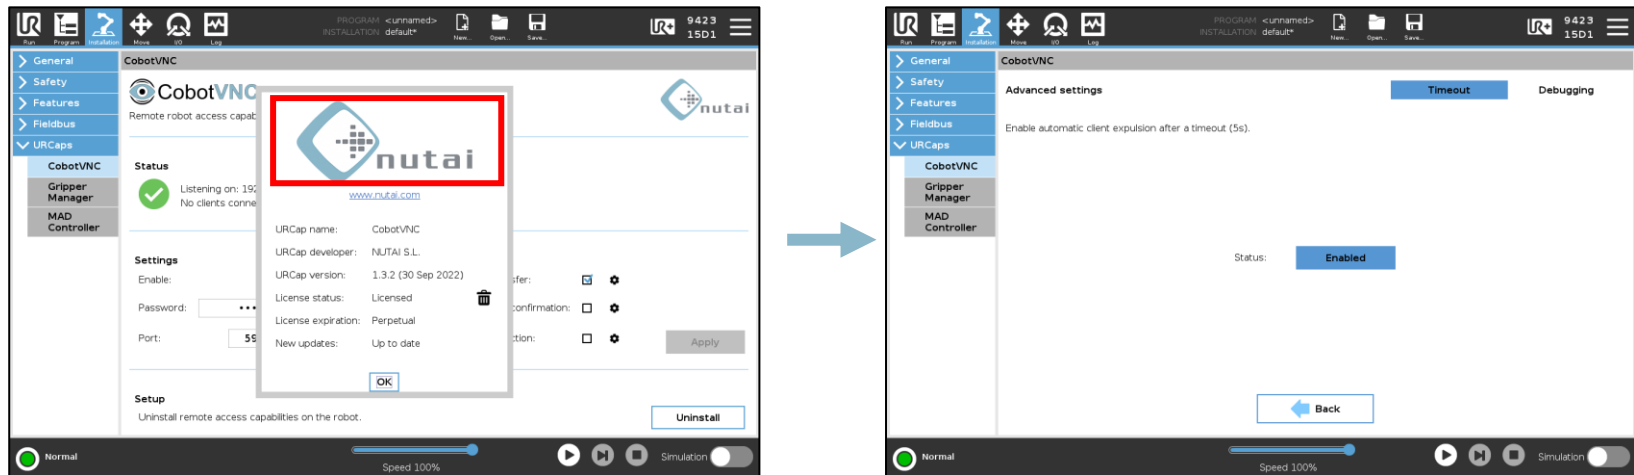 PROGRAM <unnamed>
INSTALLATION default*
9423
15D1
Run Program Installation Move I/O Log New... Open... Save...
General
Safety
Features
Fieldbus
URCaps
CobotVNC
Gripper
Manager
MAD
Controller
CobotVNC
CobotVNC
Remote robot access capab
nutai
Status
Listening on: 192
No clients conne
Settings
Enable:
Password: •••
Port: 59
sfer:
confirmation:
ction:
Apply
Setup
Uninstall remote access capabilities on the robot.
Uninstall
nutai
www.nutai.com
URCap name: CobotVNC
URCap developer: NUTAI S.L.
URCap version: 1.3.2 (30 Sep 2022)
License status: Licensed
License expiration: Perpetual
New updates: Up to date
OK
Normal
Speed 100%
Simulation
PROGRAM <unnamed>
INSTALLATION default*
9423
15D1
Run Program Installation Move I/O Log New... Open... Save...
General
Safety
Features
Fieldbus
URCaps
CobotVNC
Gripper
Manager
MAD
Controller
CobotVNC
Advanced settings
Timeout Debugging
Enable automatic client expulsion after a timeout (5s).
Status: Enabled
Back
Normal
Speed 100%
Simulation